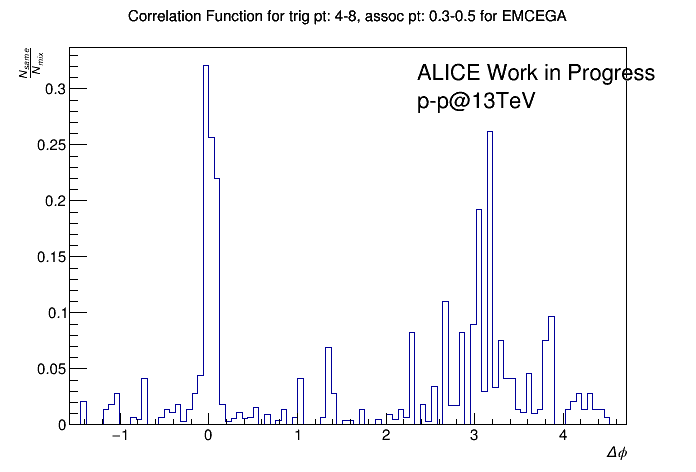 Correlation Function for trig pt: 4-8, assoc pt: 0.3-0.5 for EMCEGA
N_same
N_mix
ALICE Work in Progress
p-p@13TeV
0.3
0.25
0.2
0.15
0.1
0.05
0
−1 0 1 2 3 4
Δϕ